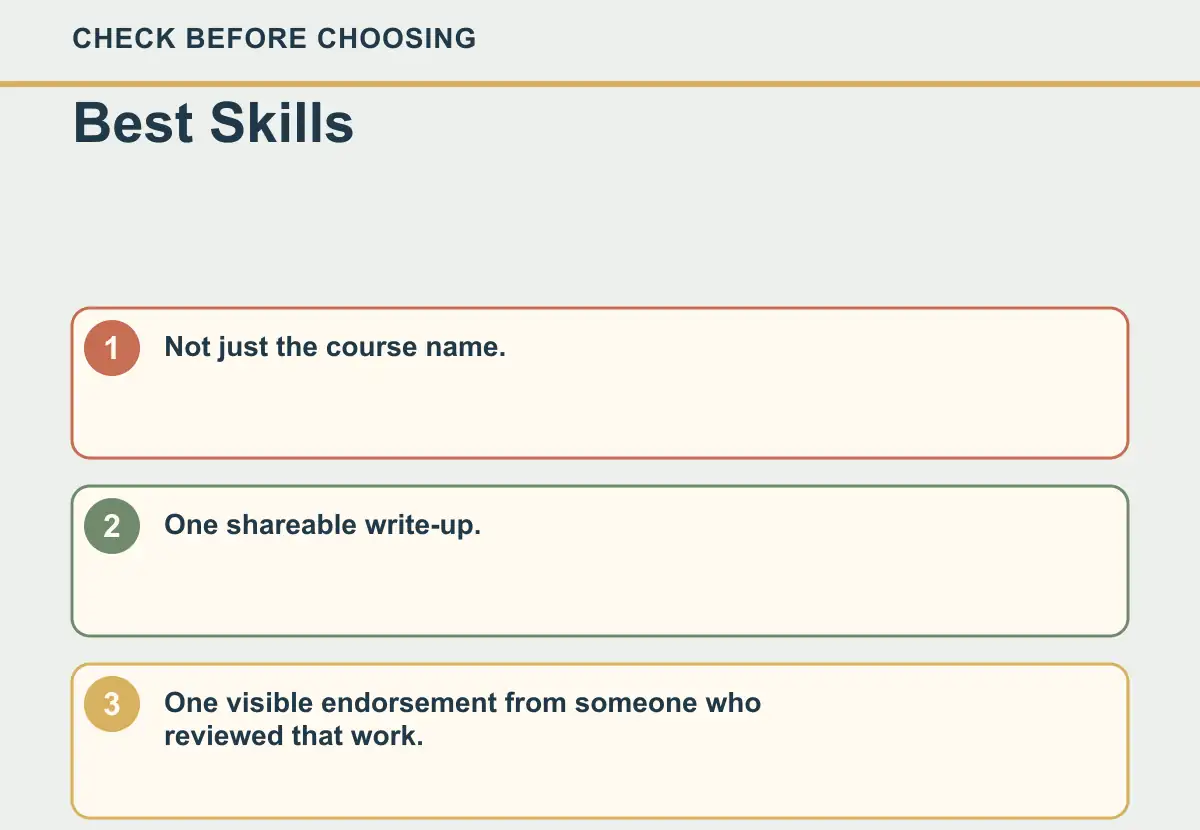 CHECK BEFORE CHOOSING
Best Skills
1
Not just the course name.
2
One shareable write-up.
3
One visible endorsement from someone who
reviewed that work.